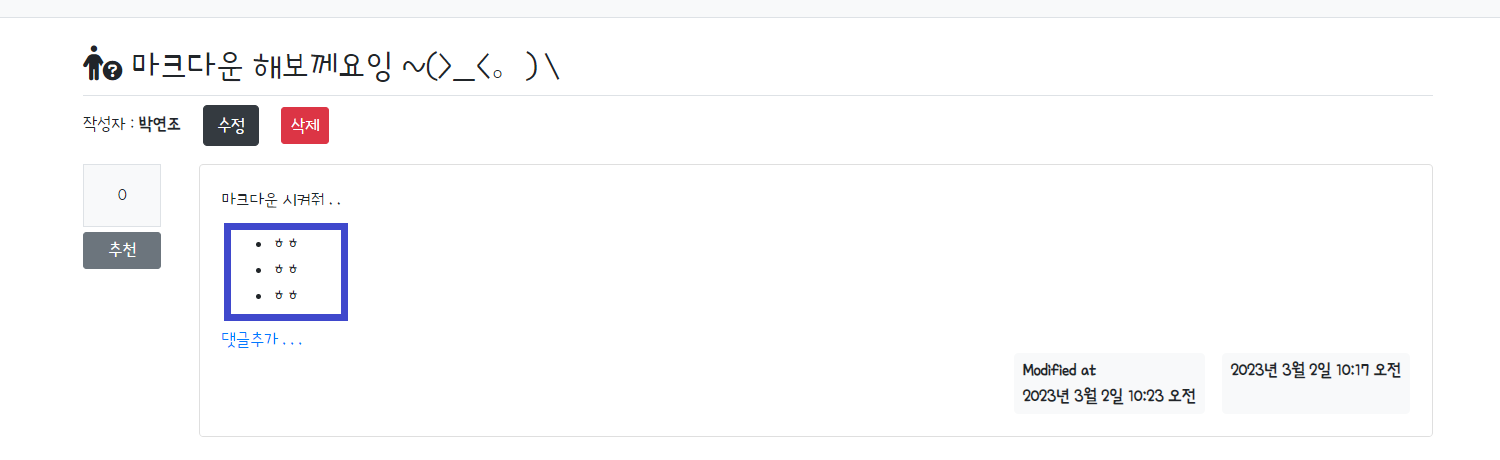 마크다운 해보께요잉 ~(>_<。)\
작성자 : 박연조 수정 삭제
0
추천
마크다운 시켜줘 . .
ㅎㅎ
ㅎㅎ
ㅎㅎ
댓글추가 . . .
Modified at
2023년 3월 2일 10:23 오전
2023년 3월 2일 10:17 오전